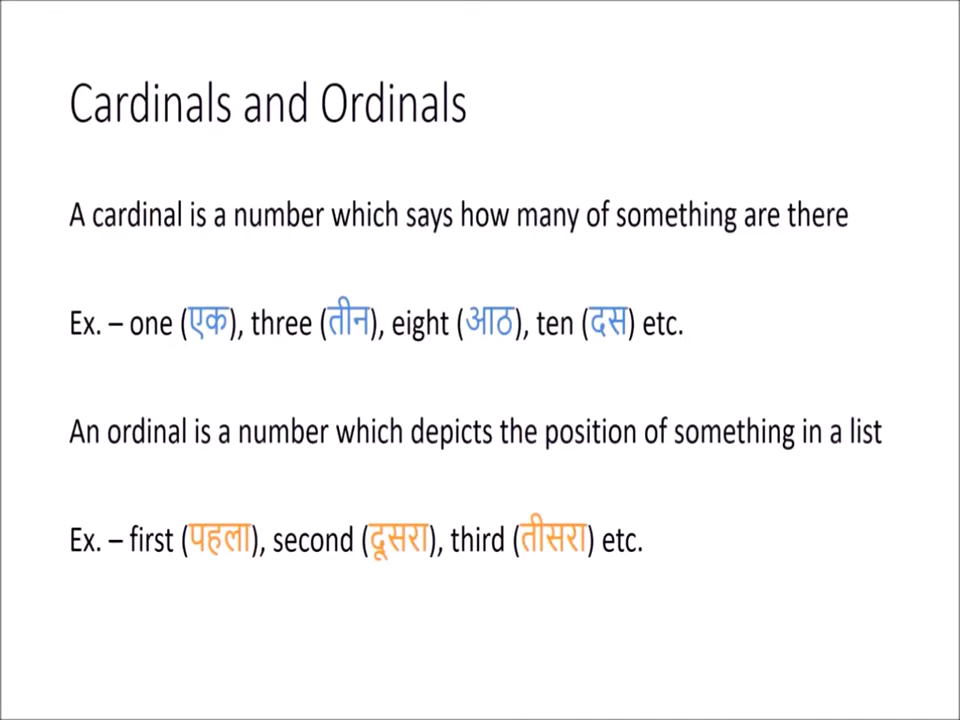 Cardinals and Ordinals
A cardinal is a number which says how many of something are there
Ex. – one (एक), three (तीन), eight (आठ), ten (दस) etc.
An ordinal is a number which depicts the position of something in a list
Ex. – first (पहला), second (दूसरा), third (तीसरा) etc.